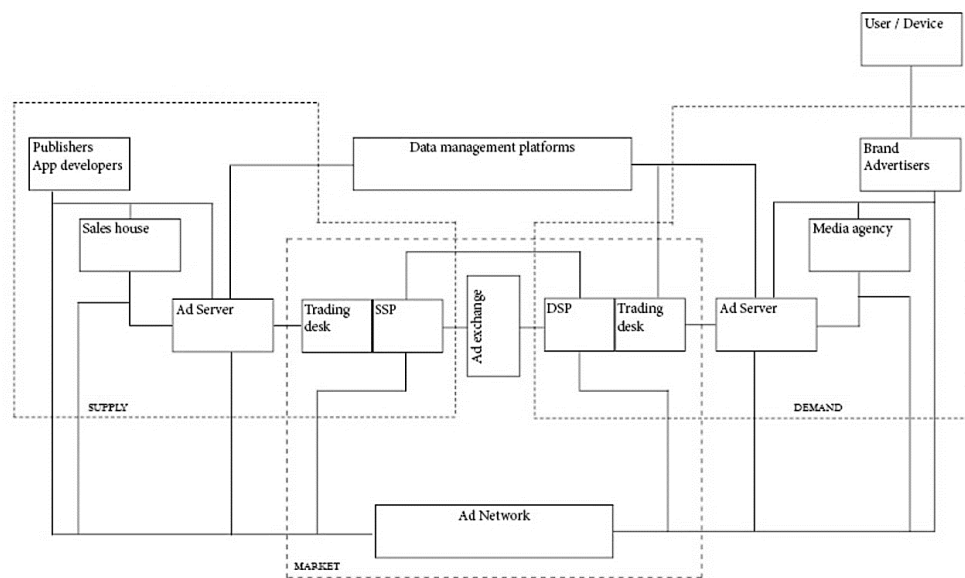 User / Device
Publishers
App developers
Data management platforms
Brand
Advertisers
Sales house
Media agency
Ad Server
Trading
desk
SSP
Ad exchange
DSP
Trading
desk
Ad Server
SUPPLY
DEMAND
Ad Network
MARKET